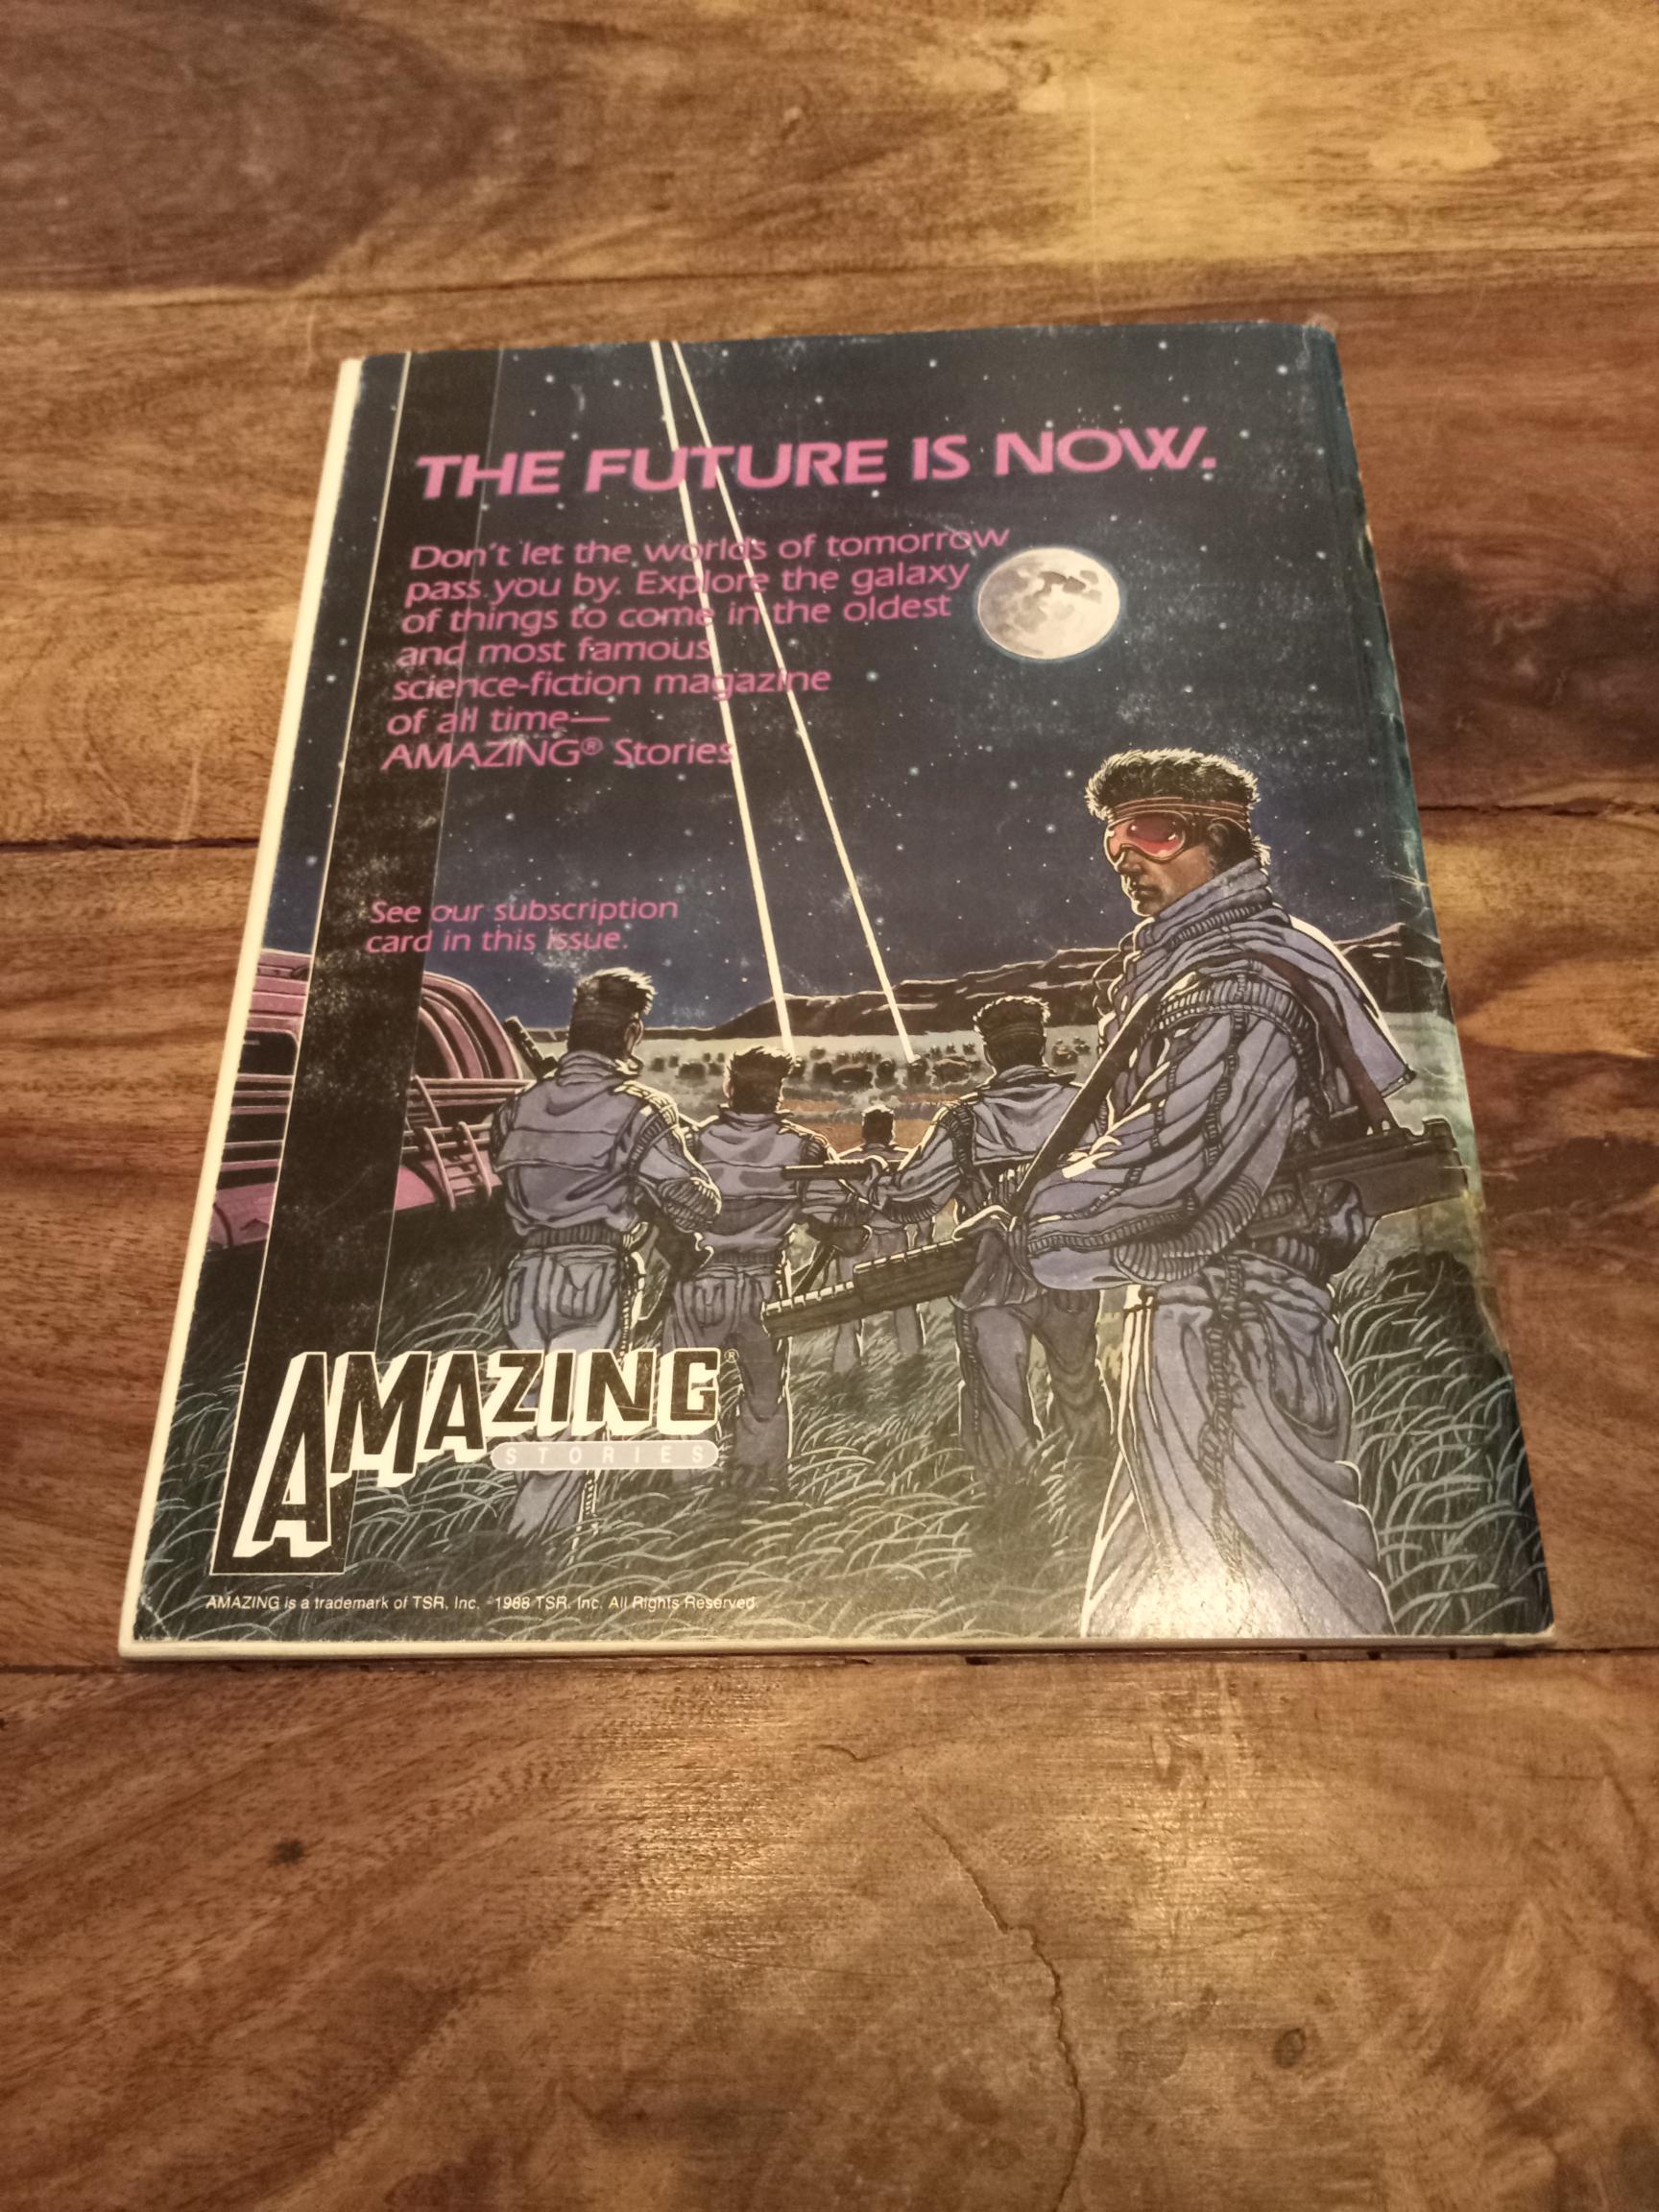 THE FUTURE IS NOW.
Don't let the worlds of tomorrow
pass you by. Explore the galaxy
of things to come in the oldest
and most famous
science-fiction magazine
of all time—
AMAZING® Stories
See our subscription
card in this issue.
AMAZING®
STORIES
AMAZING is a trademark of TSR, Inc. 1988 TSR, Inc. All Rights Reserved